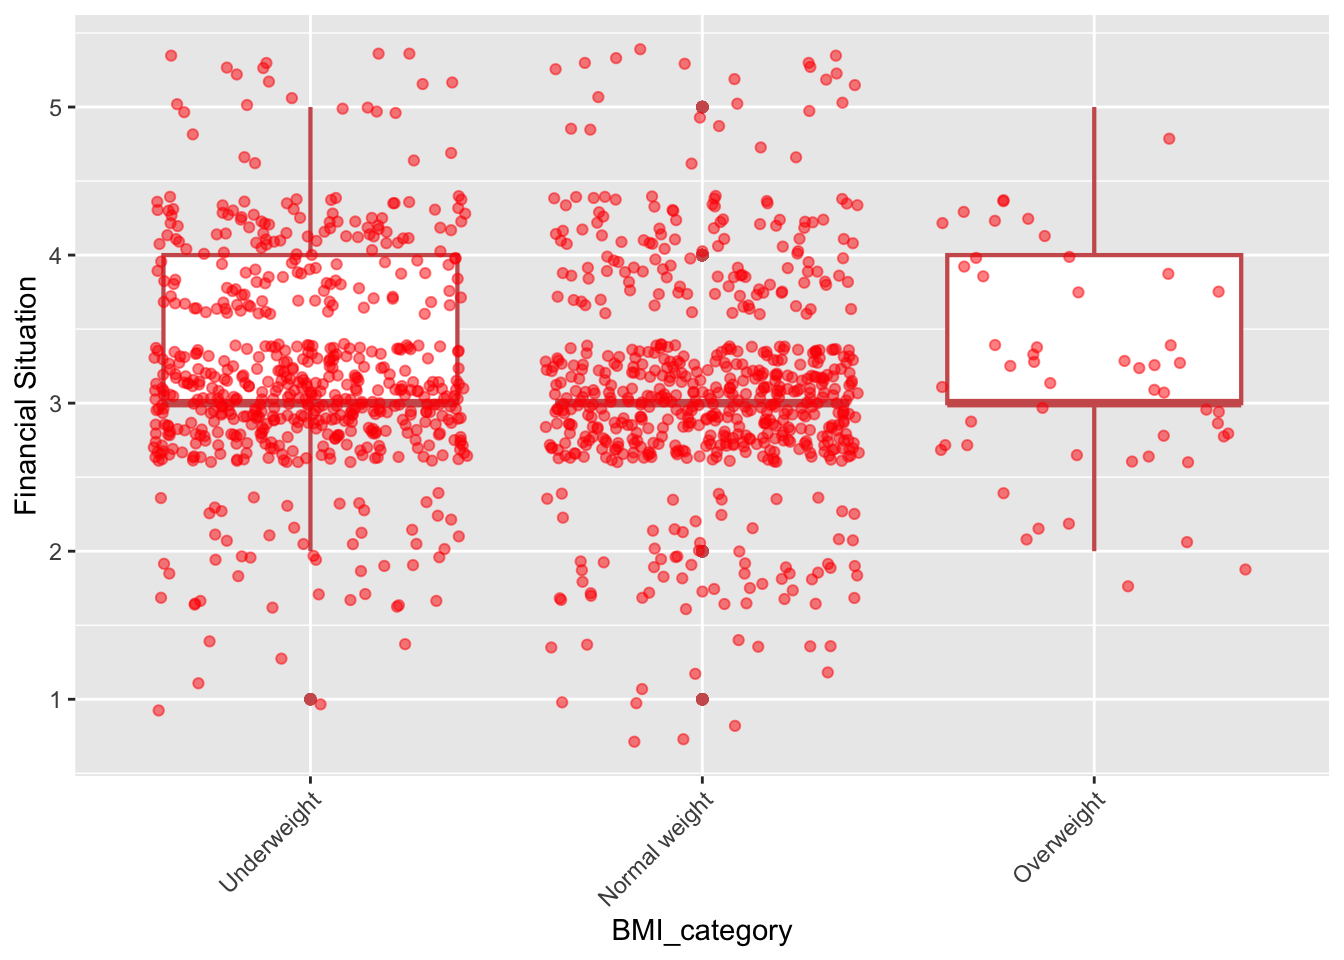 Financial Situation
5
4
3
2
1
Underweight
Normal weight
Overweight
BMI_category